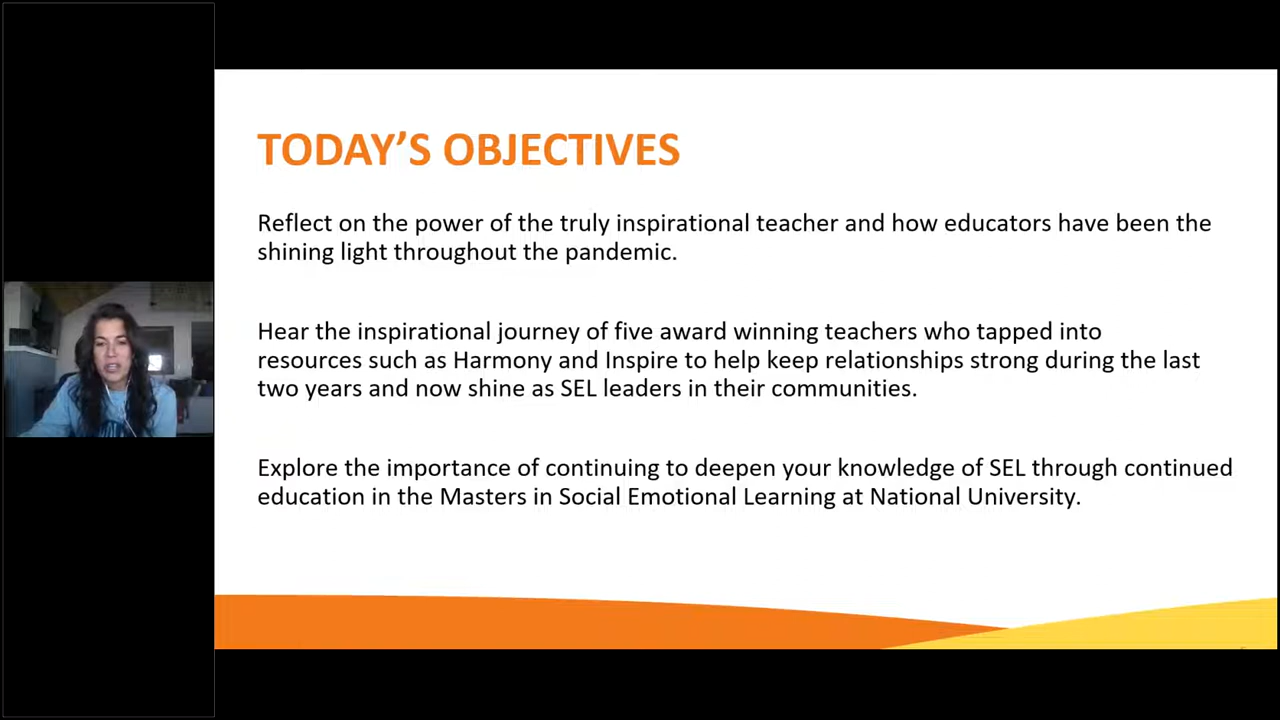 TODAY’S OBJECTIVES
Reflect on the power of the truly inspirational teacher and how educators have been the
shining light throughout the pandemic.
Hear the inspirational journey of five award winning teachers who tapped into
resources such as Harmony and Inspire to help keep relationships strong during the last
two years and now shine as SEL leaders in their communities.
Explore the importance of continuing to deepen your knowledge of SEL through continued
education in the Masters in Social Emotional Learning at National University.